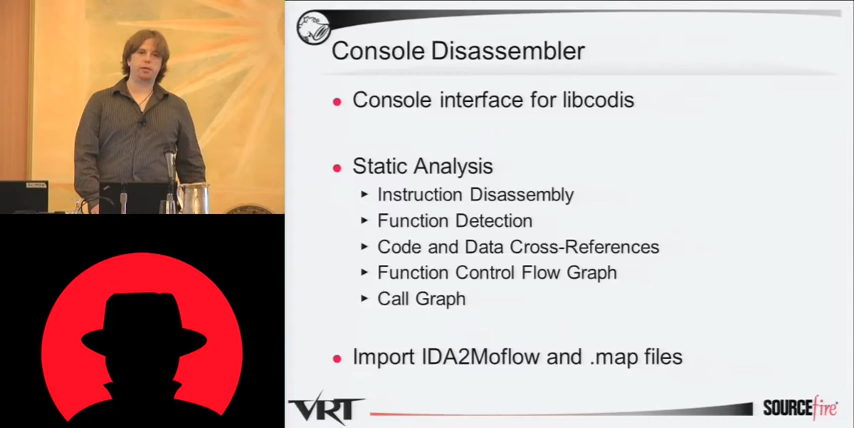 Console Disassembler
Console interface for libcodis
Static Analysis
Instruction Disassembly
Function Detection
Code and Data Cross-References
Function Control Flow Graph
Call Graph
Import IDA2Moflow and .map files
VRT
SOURCEfire